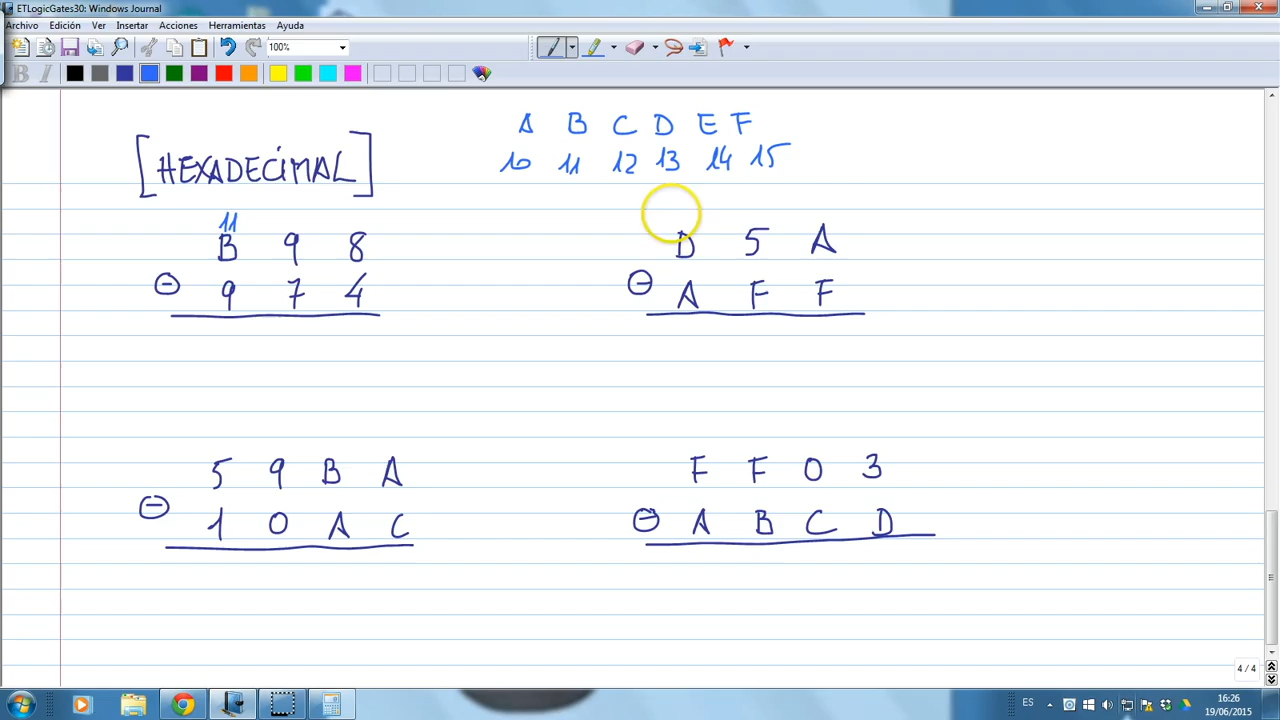 ETLogicGates30: Windows Journal
Archivo Edición Ver Insertar Acciones Herramientas Ayuda
100%
A B C D E F
10 11 12 13 14 15
[HEXADECIMAL]
11
B 9 8
⊖ 9 7 4
D 5 A
⊖ A F F
5 9 B A
⊖ 1 0 A C
F F 0 3
⊖ A B C D
4 / 4
ES
16:26
19/06/2015